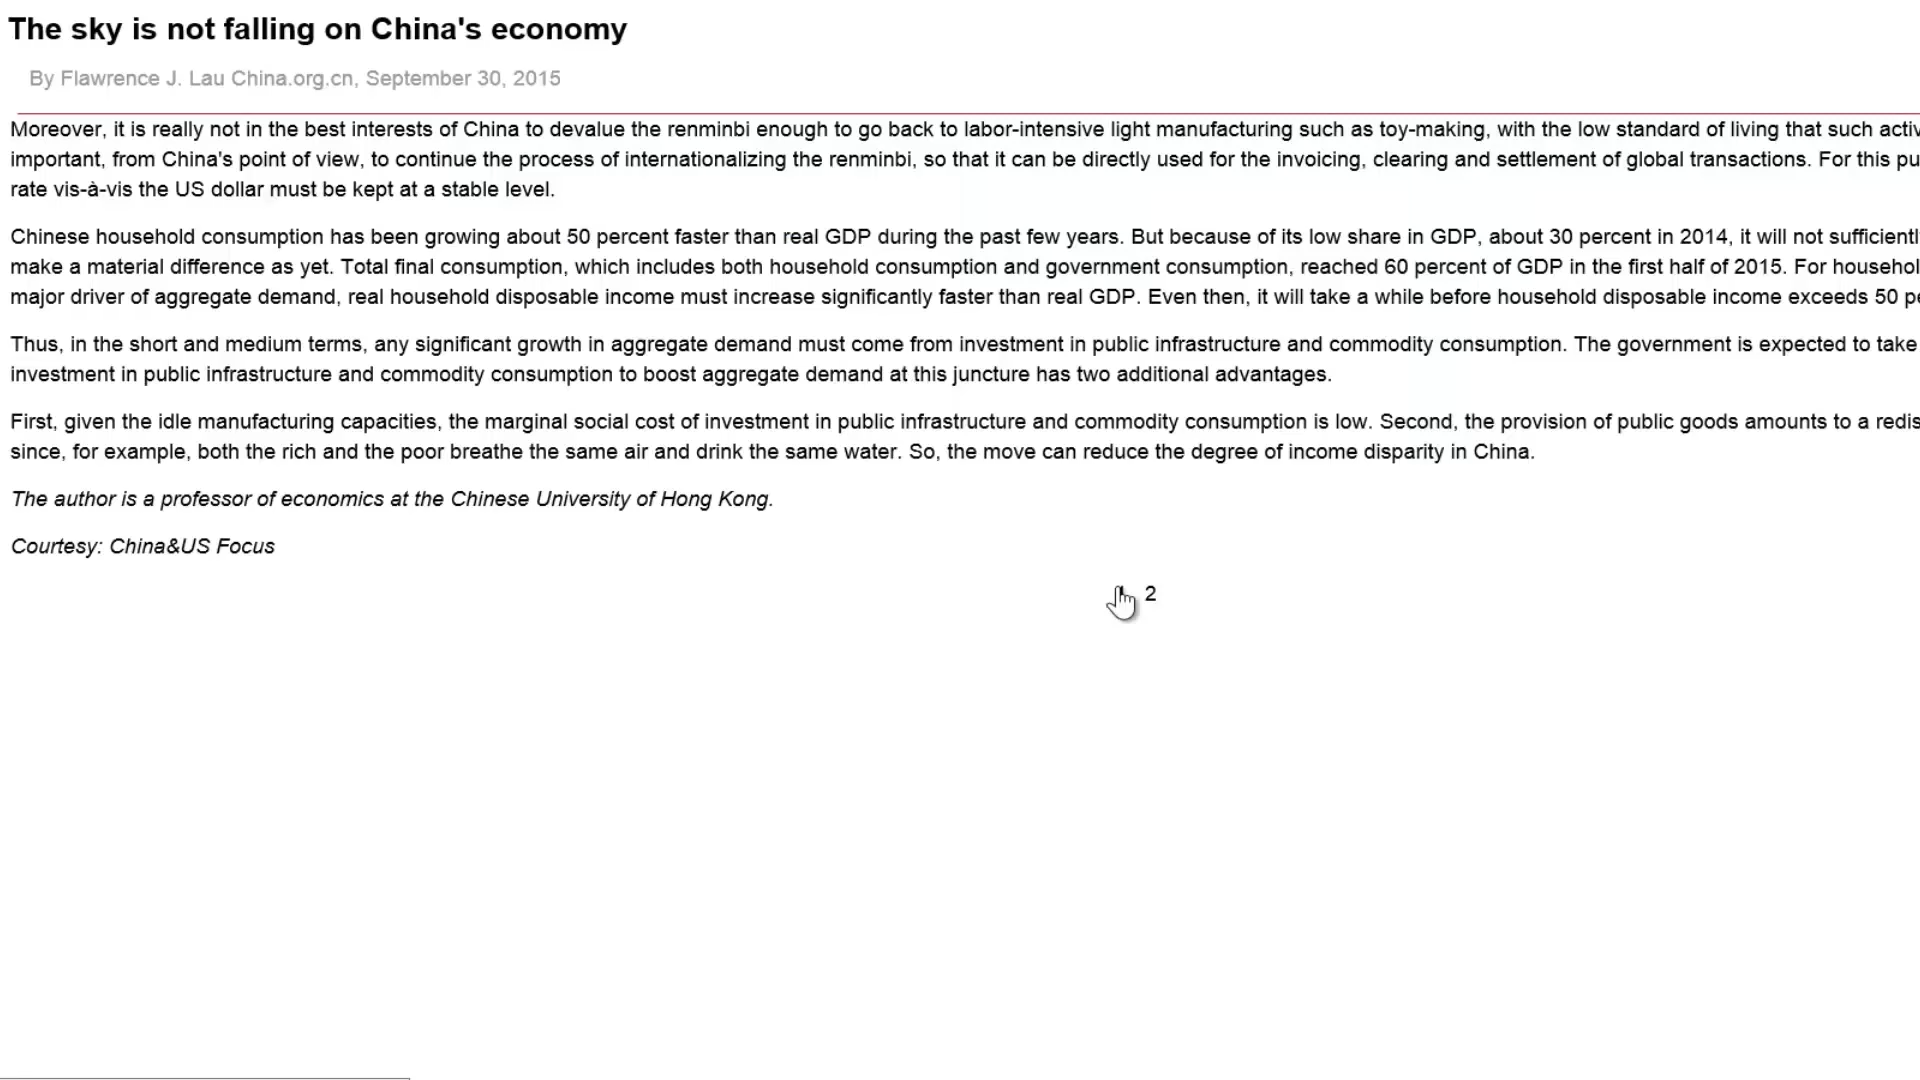 The sky is not falling on China's economy
By Flawrence J. Lau China.org.cn, September 30, 2015
Moreover, it is really not in the best interests of China to devalue the renminbi enough to go back to labor-intensive light manufacturing such as toy-making, with the low standard of living that such
important, from China's point of view, to continue the process of internationalizing the renminbi, so that it can be directly used for the invoicing, clearing and settlement of global transactions. For this
rate vis-à-vis the US dollar must be kept at a stable level.
Chinese household consumption has been growing about 50 percent faster than real GDP during the past few years. But because of its low share in GDP, about 30 percent in 2014, it will not
make a material difference as yet. Total final consumption, which includes both household consumption and government consumption, reached 60 percent of GDP in the first half of 2015. For
major driver of aggregate demand, real household disposable income must increase significantly faster than real GDP. Even then, it will take a while before household disposable income exceeds 50
Thus, in the short and medium terms, any significant growth in aggregate demand must come from investment in public infrastructure and commodity consumption. The government is expected to take
investment in public infrastructure and commodity consumption to boost aggregate demand at this juncture has two additional advantages.
First, given the idle manufacturing capacities, the marginal social cost of investment in public infrastructure and commodity consumption is low. Second, the provision of public goods amounts to a
since, for example, both the rich and the poor breathe the same air and drink the same water. So, the move can reduce the degree of income disparity in China.
The author is a professor of economics at the Chinese University of Hong Kong.
Courtesy: China&US Focus
2